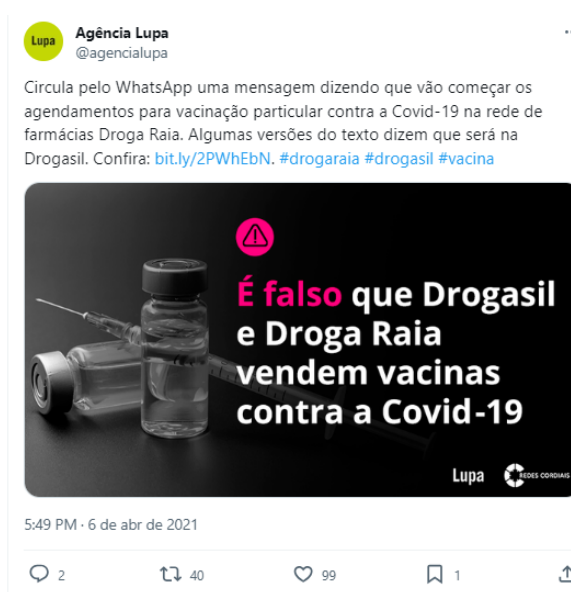 Lupa
Agência Lupa
@agencialupa
Circula pelo WhatsApp uma mensagem dizendo que vão começar os
agendamentos para vacinação particular contra a Covid-19 na rede de
farmácias Droga Raia. Algumas versões do texto dizem que será na
Drogasil. Confira: bit.ly/2PWhEbN. #drogaraia #drogasil #vacina
É falso que Drogasil
e Droga Raia
vendem vacinas
contra a Covid-19
Lupa REDES CORDIAIS
5:49 PM · 6 de abr de 2021
2 40 99 1